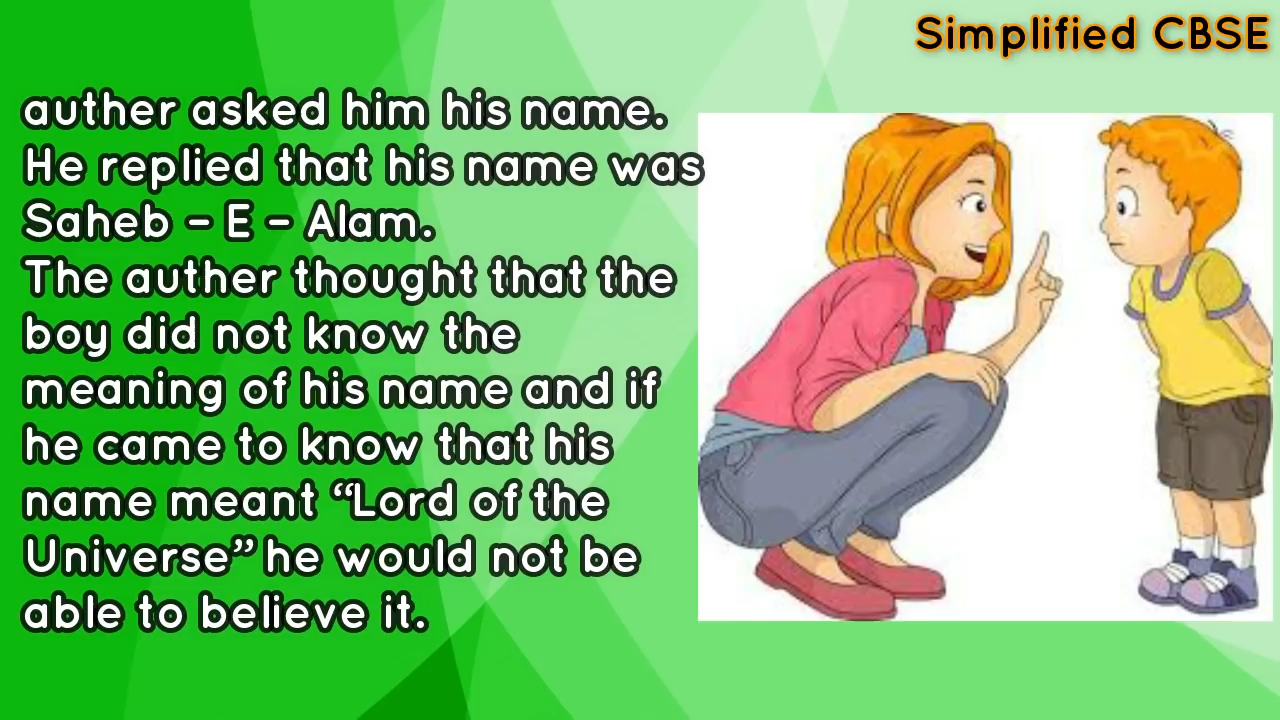 Simplified CBSE
auther asked him his name.
He replied that his name was
Saheb – E – Alam.
The auther thought that the
boy did not know the
meaning of his name and if
he came to know that his
name meant “Lord of the
Universe” he would not be
able to believe it.